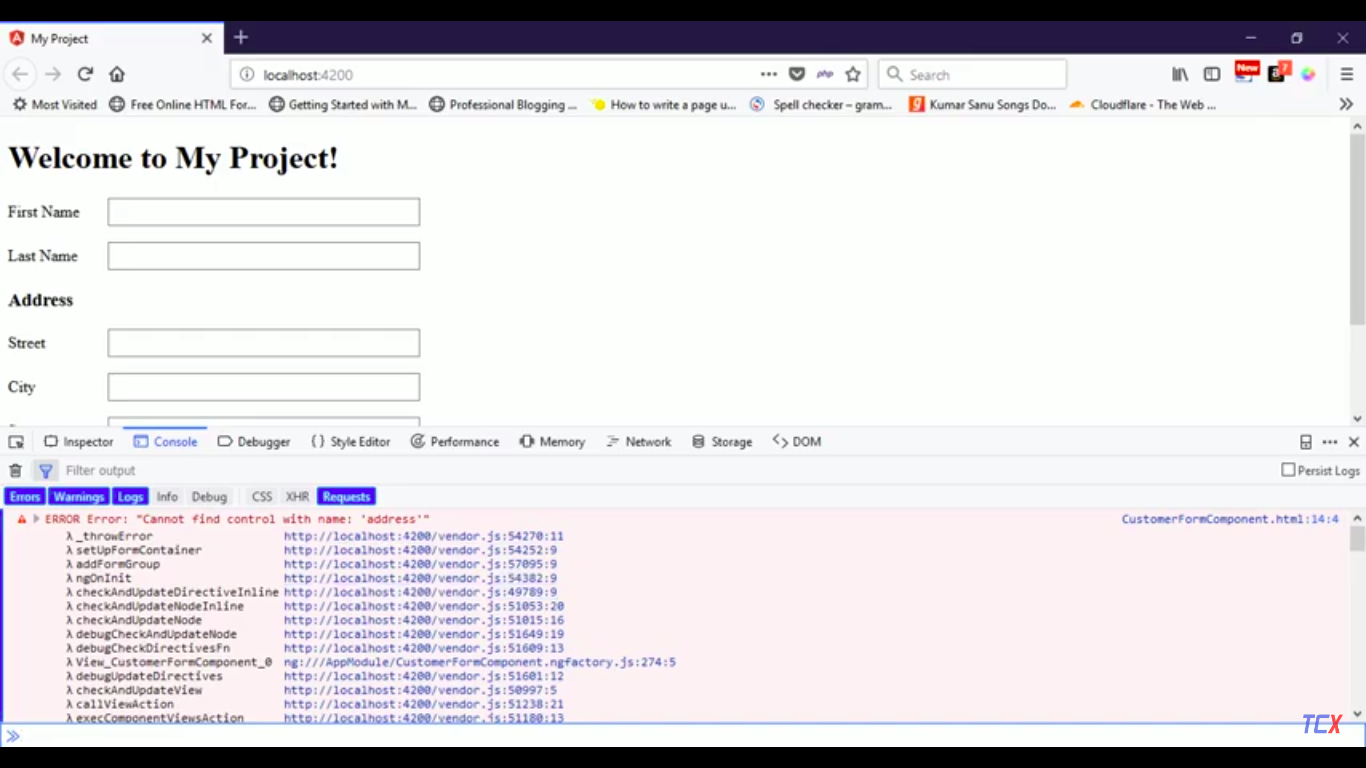 My Project
localhost:4200
php
Search
New
a 7
Most Visited Free Online HTML For... Getting Started with M... Professional Blogging ... How to write a page u... Spell checker – gram... Kumar Sanu Songs Do... Cloudflare - The Web ...
Welcome to My Project!
First Name
Last Name
Address
Street
City
Inspector Console Debugger Style Editor Performance Memory Network Storage DOM
Filter output Persist Logs
Errors Warnings Logs Info Debug CSS XHR Requests
ERROR Error: "Cannot find control with name: 'address'" CustomerFormComponent.html:14:4
λ _throwError http://localhost:4200/vendor.js:54270:11
λ setUpFormContainer http://localhost:4200/vendor.js:54252:9
λ addFormGroup http://localhost:4200/vendor.js:57095:9
λ ngOnInit http://localhost:4200/vendor.js:54382:9
λ checkAndUpdateDirectiveInline http://localhost:4200/vendor.js:49789:9
λ checkAndUpdateNodeInline http://localhost:4200/vendor.js:51053:20
λ checkAndUpdateNode http://localhost:4200/vendor.js:51015:16
λ debugCheckAndUpdateNode http://localhost:4200/vendor.js:51649:19
λ debugCheckDirectivesFn http://localhost:4200/vendor.js:51609:13
λ View_CustomerFormComponent_0 ng:///AppModule/CustomerFormComponent.ngfactory.js:274:5
λ debugUpdateDirectives http://localhost:4200/vendor.js:51601:12
λ checkAndUpdateView http://localhost:4200/vendor.js:50997:5
λ callViewAction http://localhost:4200/vendor.js:51238:21
λ execComponentViewsAction http://localhost:4200/vendor.js:51180:13
TCX